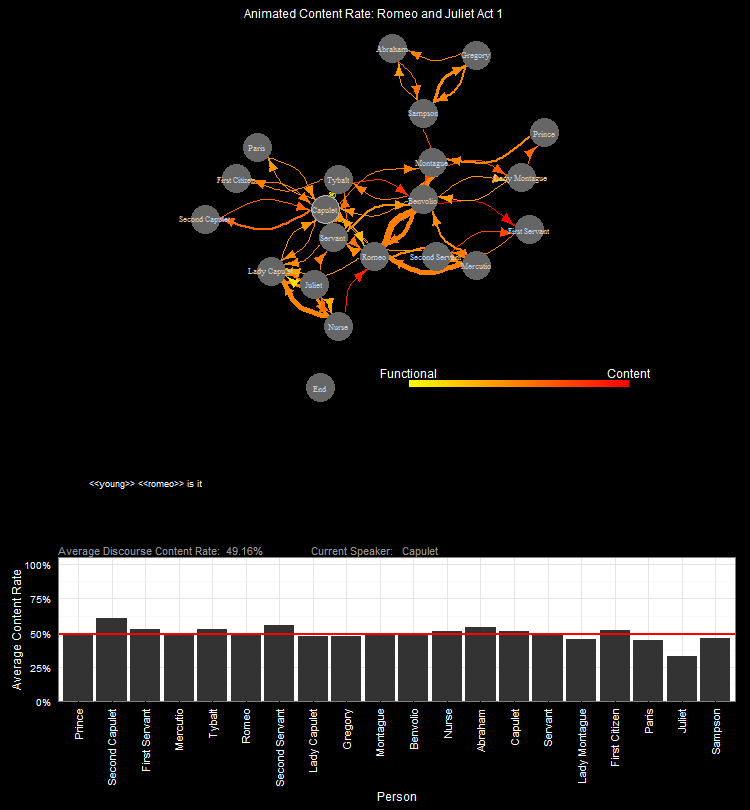 Animated Content Rate: Romeo and Juliet Act 1
Abraham
Gregory
Sampson
Prince
Paris
Montague
First Citizen
Tybalt
Lady Montague
Benvolio
Capulet
Second Capulet
First Servant
Servant
Romeo
Second Servant
Mercutio
Lady Capulet
Juliet
Nurse
End
Functional
Content
<<young>> <<romeo>> is it
Average Discourse Content Rate: 49.16%
Current Speaker: Capulet
Average Content Rate
100%
75%
50%
25%
0%
Prince
Second Capulet
First Servant
Mercutio
Tybalt
Romeo
Second Servant
Lady Capulet
Gregory
Montague
Benvolio
Nurse
Abraham
Capulet
Servant
Lady Montague
First Citizen
Paris
Juliet
Sampson
Person